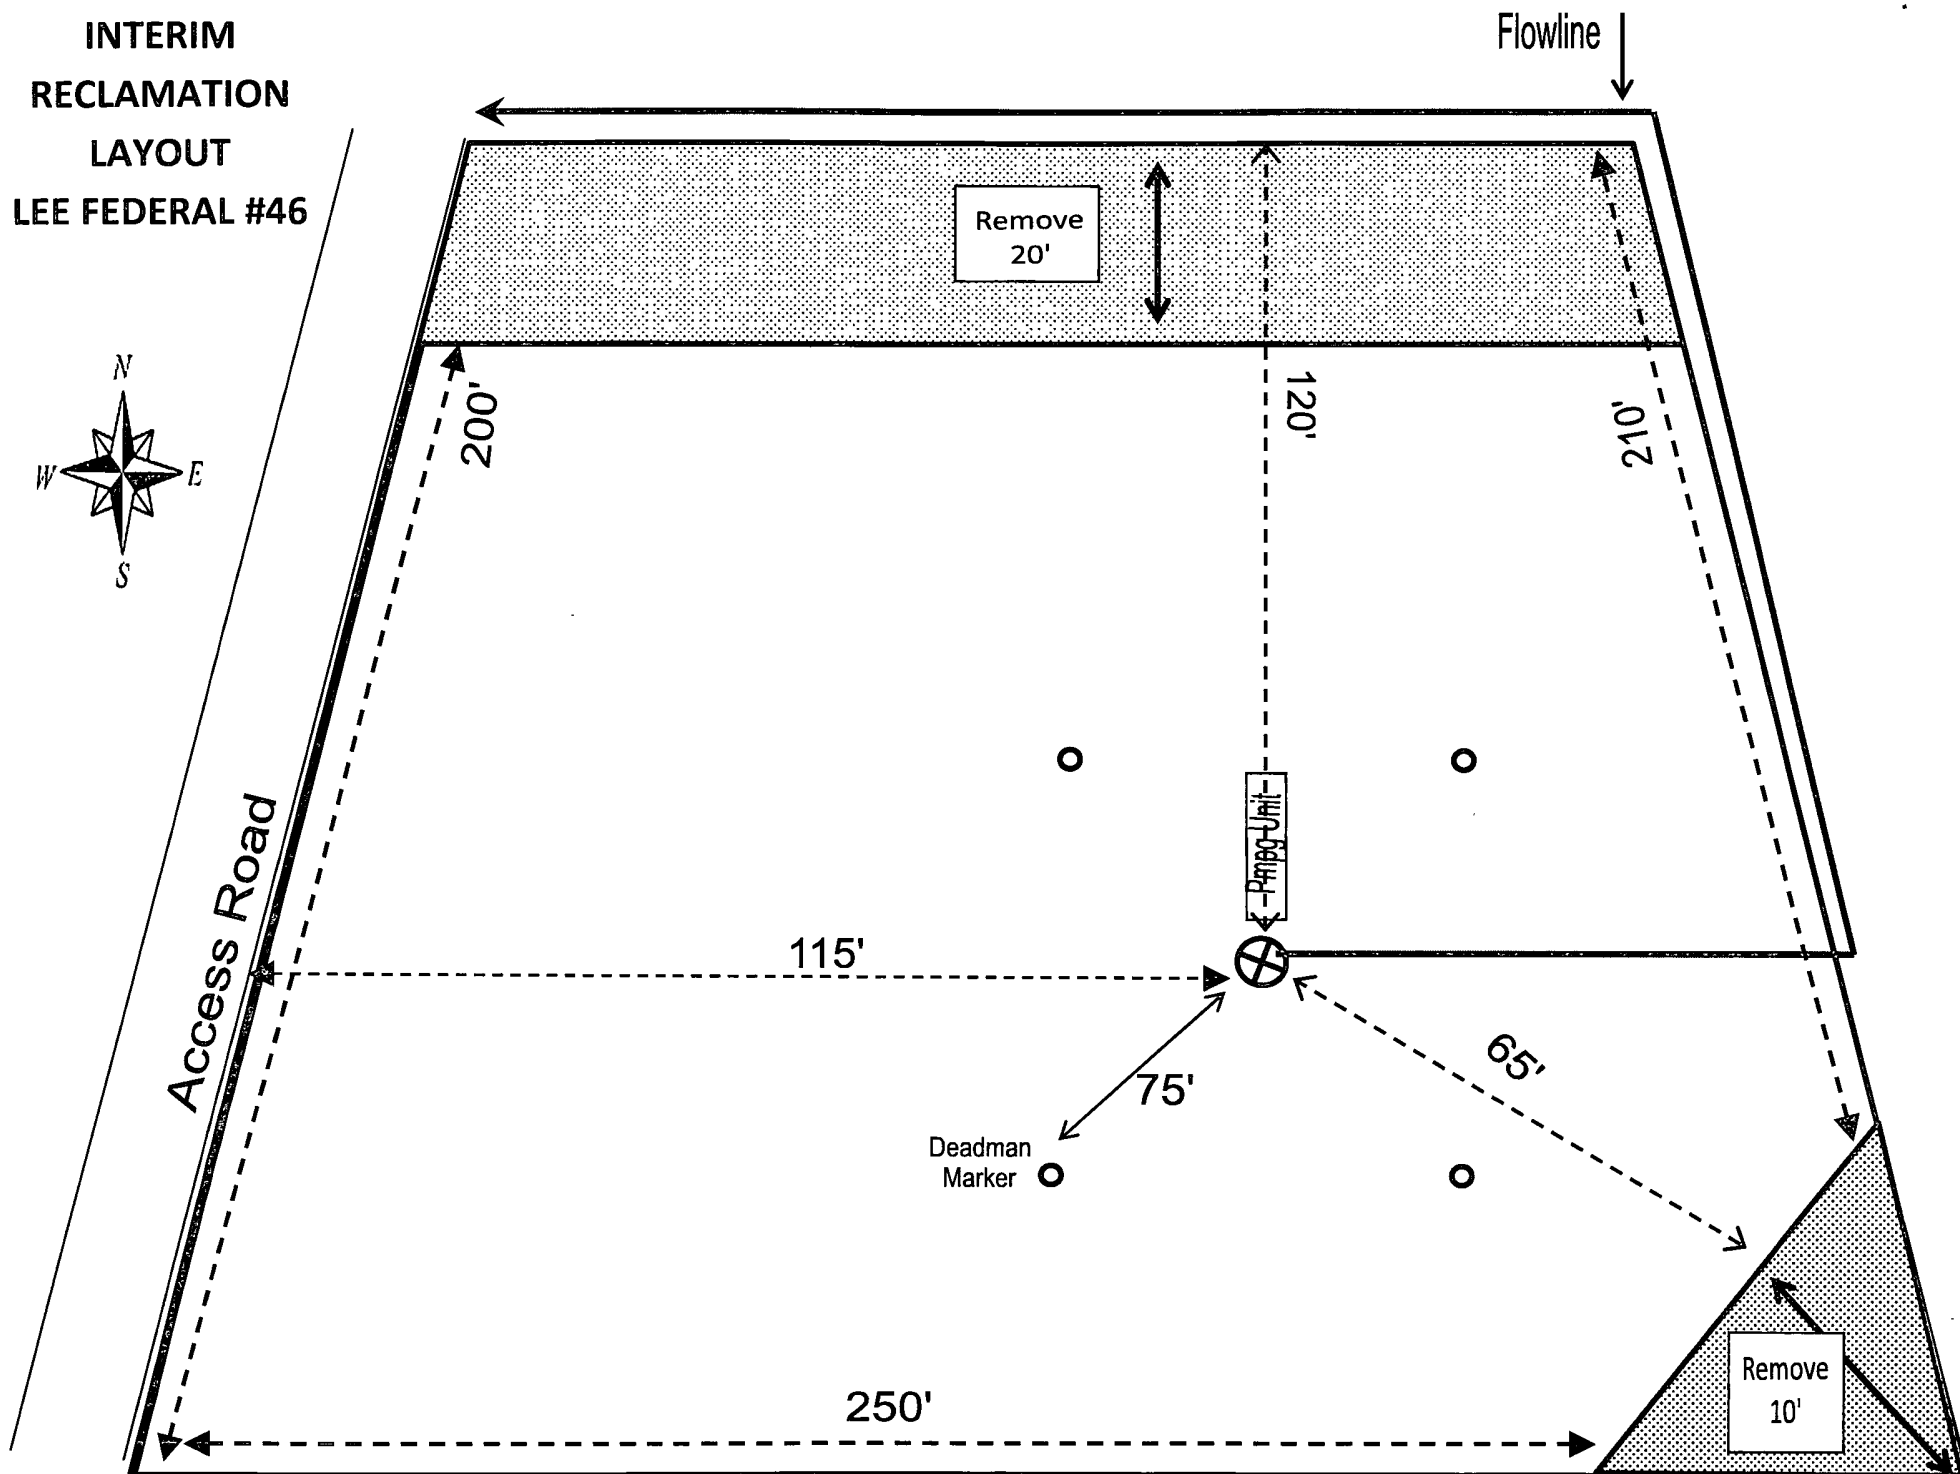 INTERIM
RECLAMATION
LAYOUT
LEE FEDERAL #46
Flowline
Remove
20'
N
W
E
S
200'
120'
210'
Pmpg Unit
Access Road
115'
75'
65'
Deadman
Marker
250'
Remove
10'